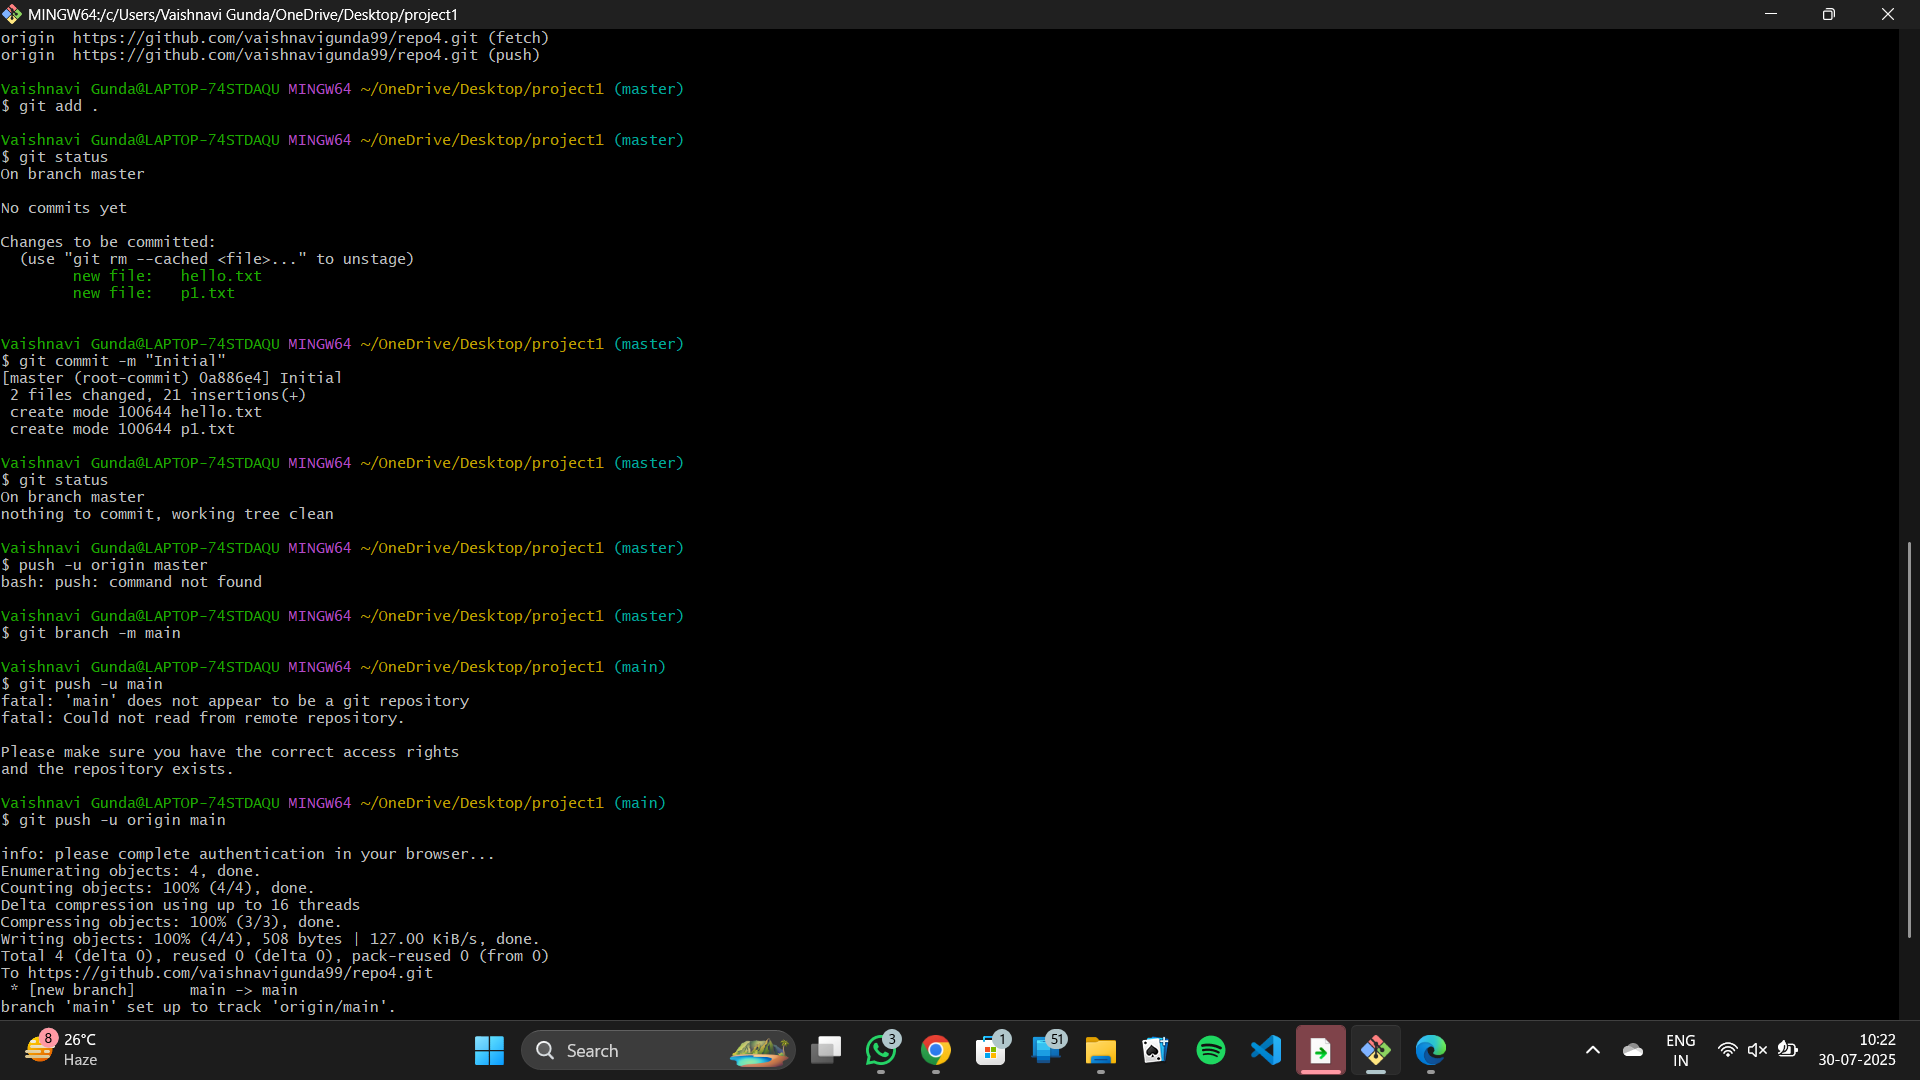 MINGW64:/c/Users/Vaishnavi Gunda/OneDrive/Desktop/project1
origin  https://github.com/vaishnavigunda99/repo4.git (fetch)
origin  https://github.com/vaishnavigunda99/repo4.git (push)
Vaishnavi Gunda@LAPTOP-74STDAQU MINGW64 ~/OneDrive/Desktop/project1 (master)
$ git add .
Vaishnavi Gunda@LAPTOP-74STDAQU MINGW64 ~/OneDrive/Desktop/project1 (master)
$ git status
On branch master
No commits yet
Changes to be committed:
  (use "git rm --cached <file>..." to unstage)
        new file:   hello.txt
        new file:   p1.txt
Vaishnavi Gunda@LAPTOP-74STDAQU MINGW64 ~/OneDrive/Desktop/project1 (master)
$ git commit -m "Initial"
[master (root-commit) 0a886e4] Initial
 2 files changed, 21 insertions(+)
 create mode 100644 hello.txt
 create mode 100644 p1.txt
Vaishnavi Gunda@LAPTOP-74STDAQU MINGW64 ~/OneDrive/Desktop/project1 (master)
$ git status
On branch master
nothing to commit, working tree clean
Vaishnavi Gunda@LAPTOP-74STDAQU MINGW64 ~/OneDrive/Desktop/project1 (master)
$ push -u origin master
bash: push: command not found
Vaishnavi Gunda@LAPTOP-74STDAQU MINGW64 ~/OneDrive/Desktop/project1 (master)
$ git branch -m main
Vaishnavi Gunda@LAPTOP-74STDAQU MINGW64 ~/OneDrive/Desktop/project1 (main)
$ git push -u main
fatal: 'main' does not appear to be a git repository
fatal: Could not read from remote repository.
Please make sure you have the correct access rights
and the repository exists.
Vaishnavi Gunda@LAPTOP-74STDAQU MINGW64 ~/OneDrive/Desktop/project1 (main)
$ git push -u origin main
info: please complete authentication in your browser...
Enumerating objects: 4, done.
Counting objects: 100% (4/4), done.
Delta compression using up to 16 threads
Compressing objects: 100% (3/3), done.
Writing objects: 100% (4/4), 508 bytes | 127.00 KiB/s, done.
Total 4 (delta 0), reused 0 (delta 0), pack-reused 0 (from 0)
To https://github.com/vaishnavigunda99/repo4.git
 * [new branch]      main -> main
branch 'main' set up to track 'origin/main'.
8
26°C
Haze
Search
3
1
51
ENG
IN
10:22
30-07-2025